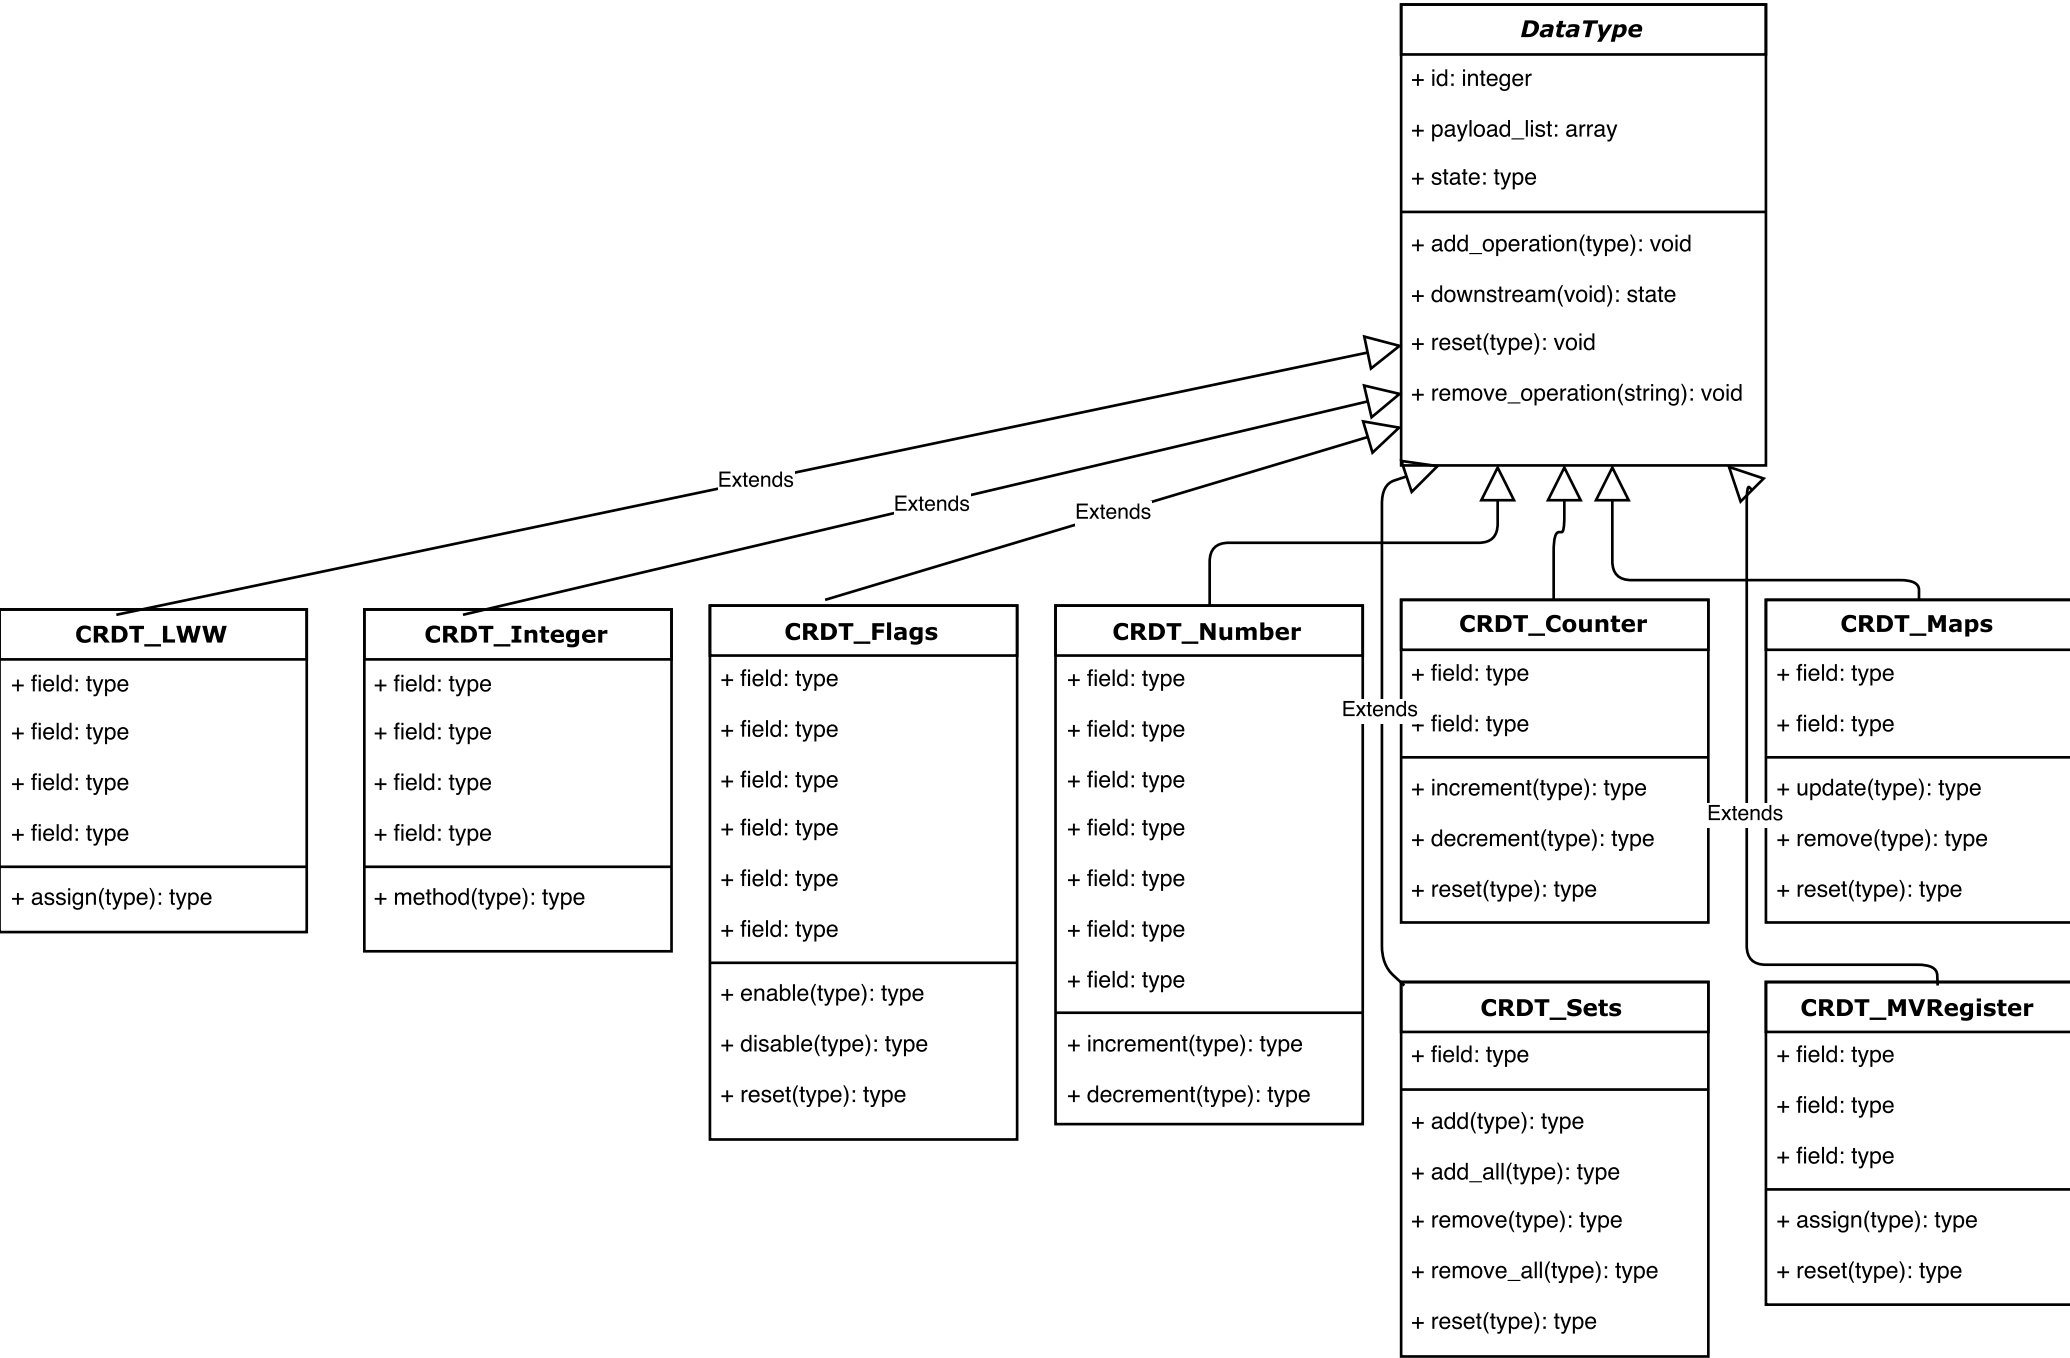 DataType
+ id: integer
+ payload_list: array
+ state: type
+ add_operation(type): void
+ downstream(void): state
+ reset(type): void
+ remove_operation(string): void
Extends
Extends
Extends
CRDT_LWW
+ field: type
+ field: type
+ field: type
+ field: type
+ assign(type): type
CRDT_Integer
+ field: type
+ field: type
+ field: type
+ field: type
+ method(type): type
CRDT_Flags
+ field: type
+ field: type
+ field: type
+ field: type
+ field: type
+ field: type
+ enable(type): type
+ disable(type): type
+ reset(type): type
CRDT_Number
+ field: type
+ field: type
+ field: type
+ field: type
+ field: type
+ field: type
+ field: type
+ increment(type): type
+ decrement(type): type
Extends
CRDT_Counter
+ field: type
+ field: type
+ increment(type): type
+ decrement(type): type
+ reset(type): type
Extends
CRDT_Maps
+ field: type
+ field: type
+ update(type): type
+ remove(type): type
+ reset(type): type
CRDT_Sets
+ field: type
+ add(type): type
+ add_all(type): type
+ remove(type): type
+ remove_all(type): type
+ reset(type): type
CRDT_MVRegister
+ field: type
+ field: type
+ field: type
+ assign(type): type
+ reset(type): type